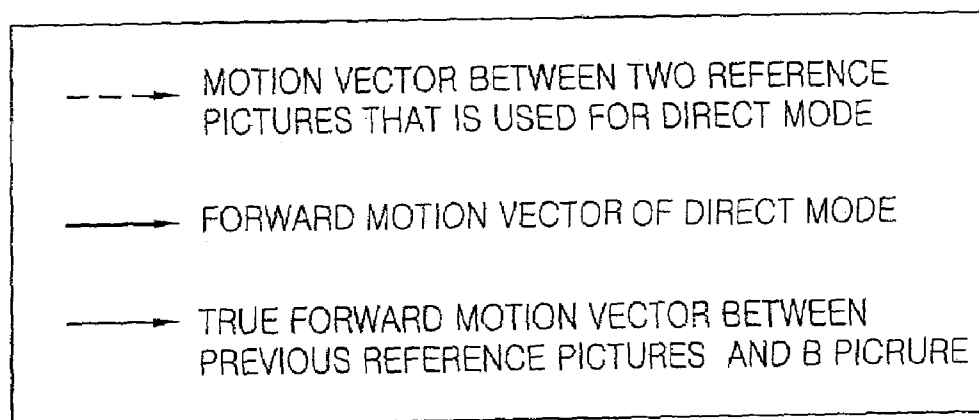 MOTION VECTOR BETWEEN TWO REFERENCE
PICTURES THAT IS USED FOR DIRECT MODE
FORWARD MOTION VECTOR OF DIRECT MODE
TRUE FORWARD MOTION VECTOR BETWEEN
PREVIOUS REFERENCE PICTURES AND B PICRURE